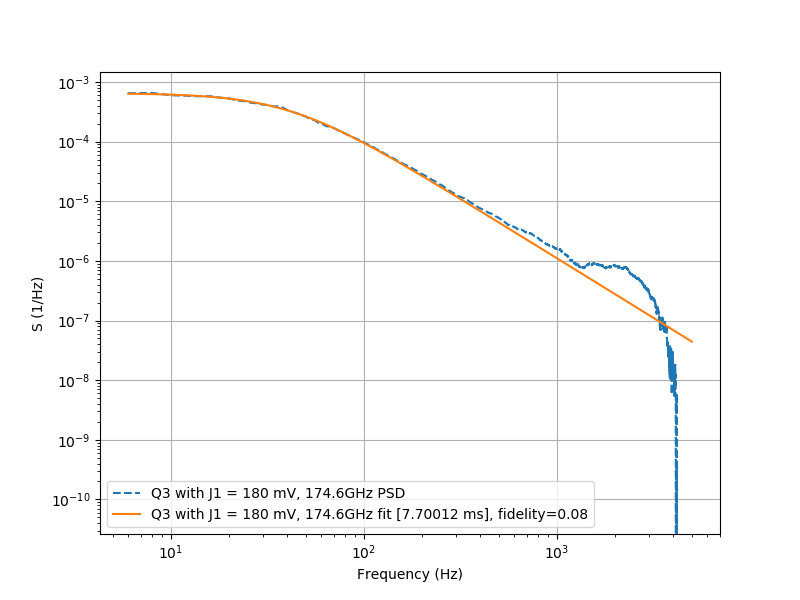 10⁻³
10⁻⁴
10⁻⁵
10⁻⁶
10⁻⁷
10⁻⁸
10⁻⁹
10⁻¹⁰
S (1/Hz)
Q3 with J1 = 180 mV, 174.6GHz PSD
Q3 with J1 = 180 mV, 174.6GHz fit [7.70012 ms], fidelity=0.08
10¹ 10² 10³
Frequency (Hz)